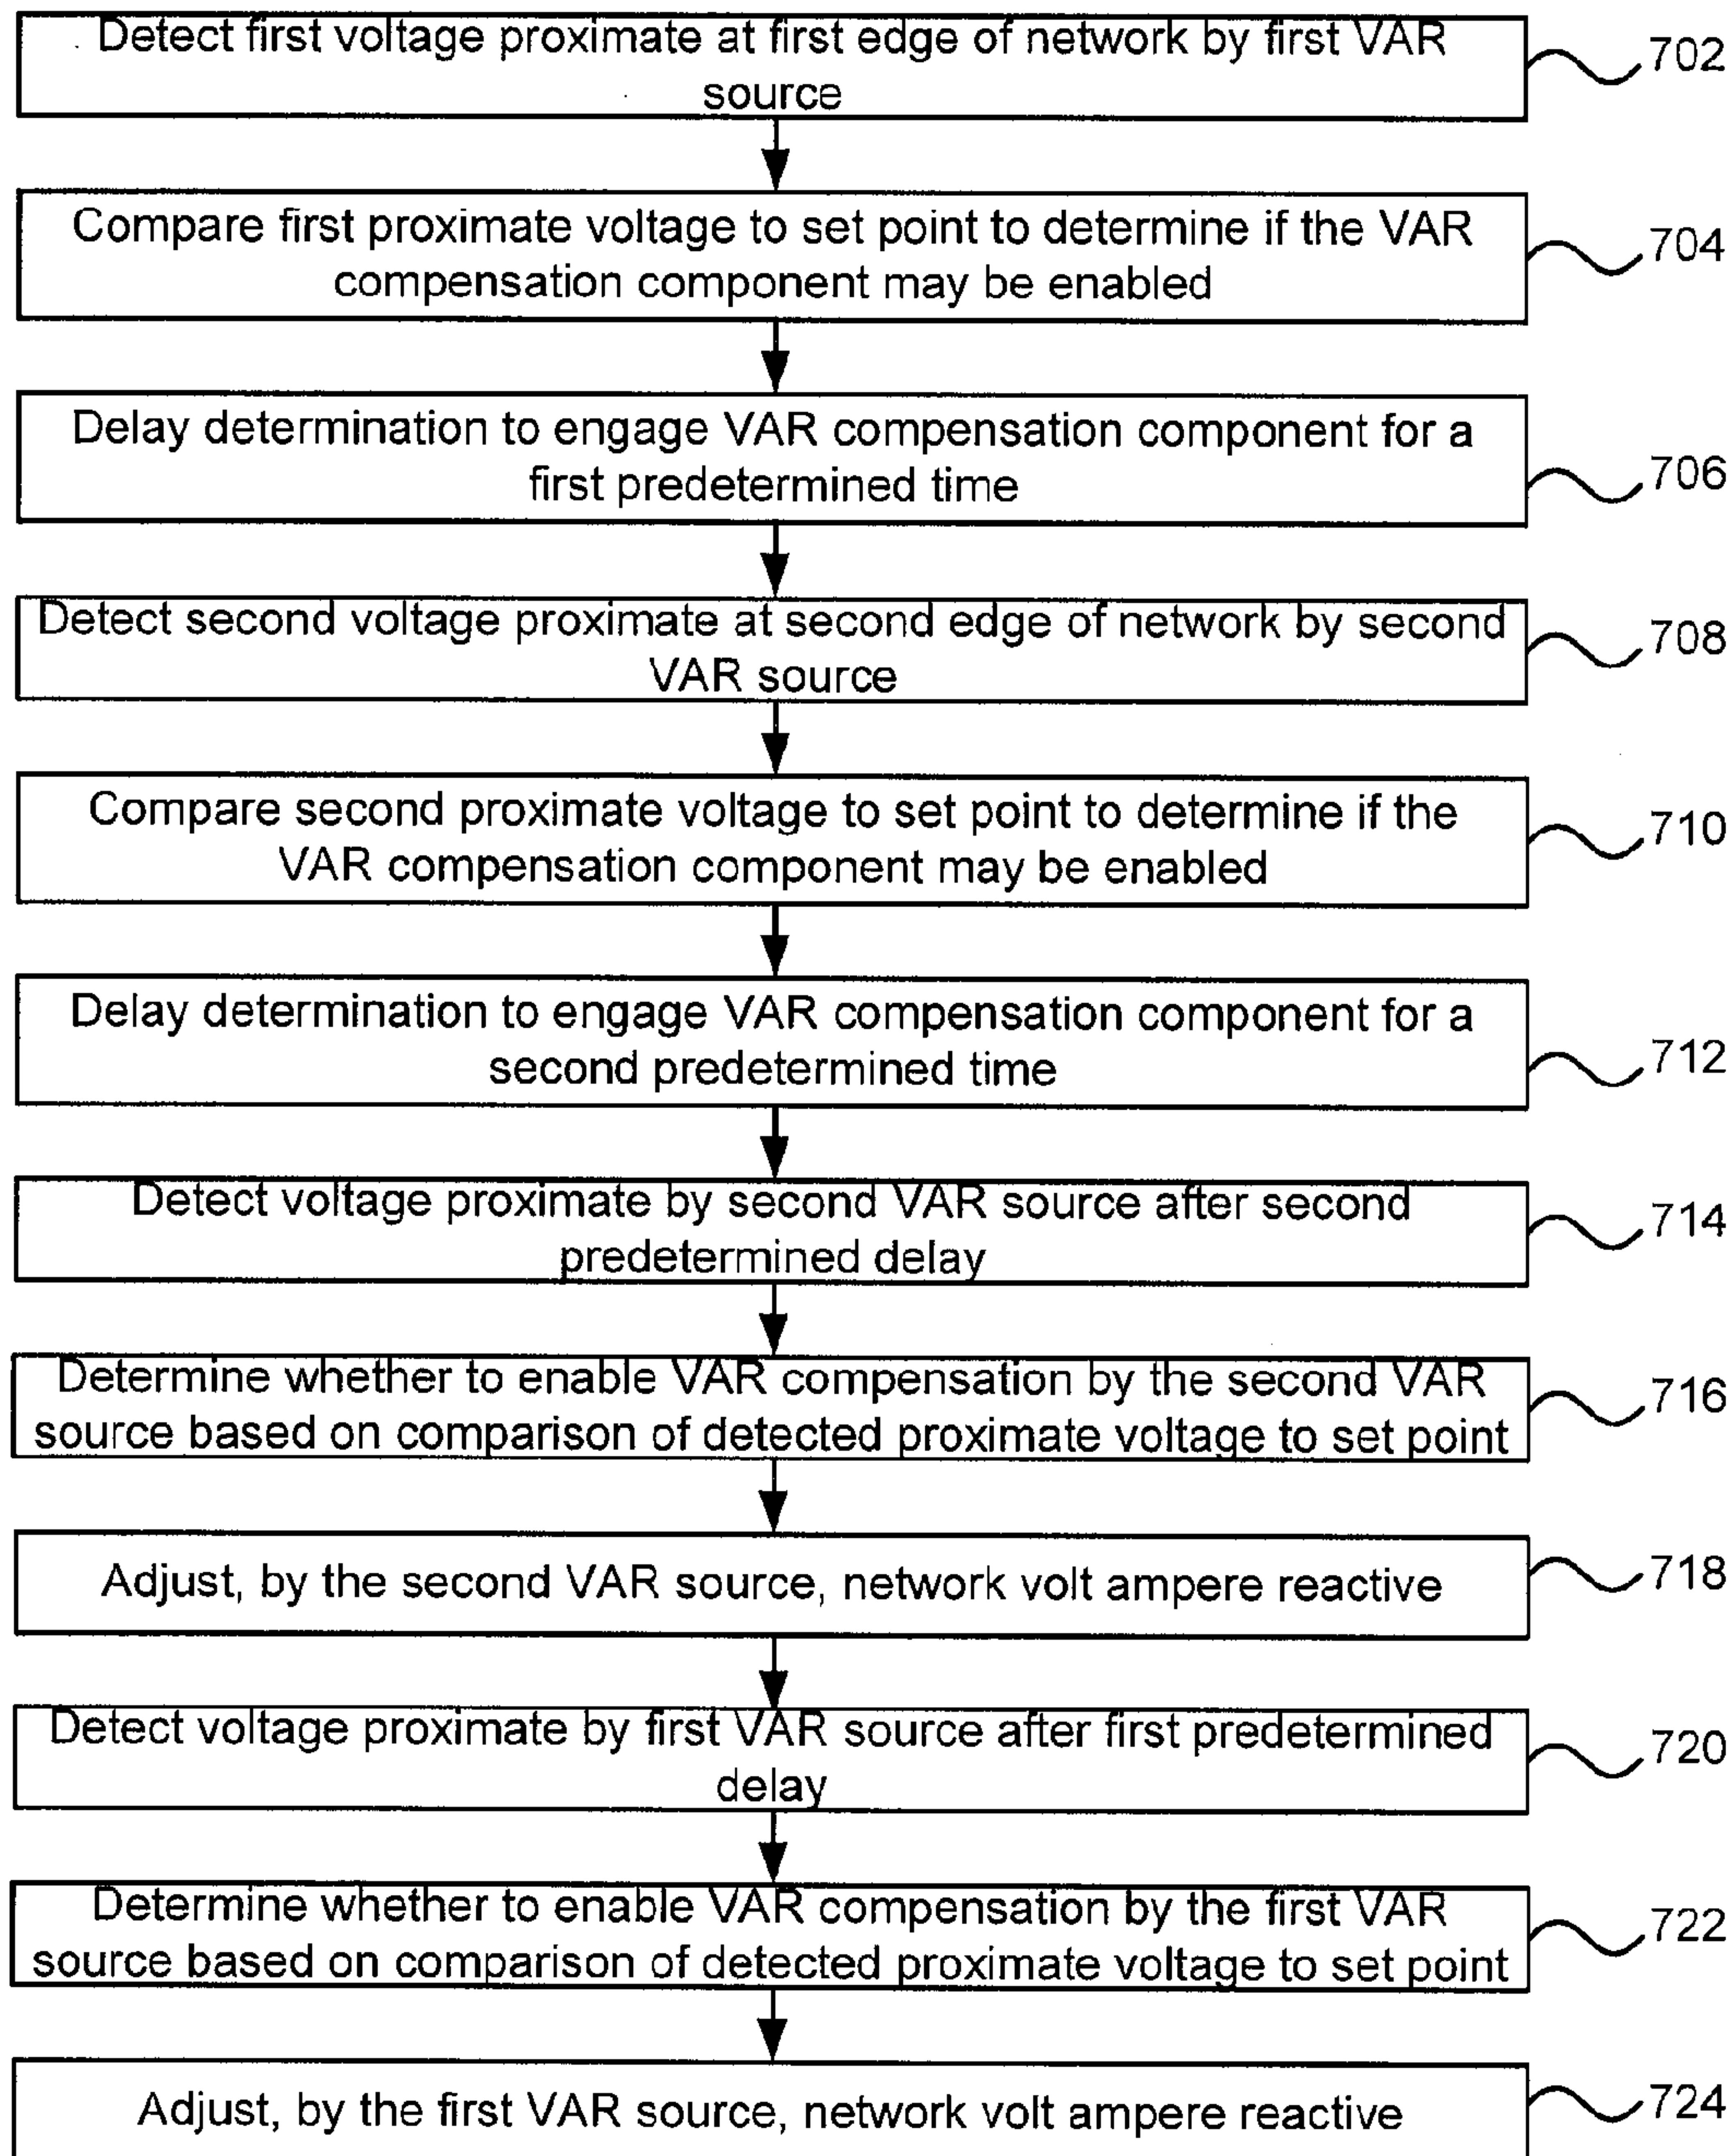 Detect first voltage proximate at first edge of network by first VAR
source
702
Compare first proximate voltage to set point to determine if the VAR
compensation component may be enabled
704
Delay determination to engage VAR compensation component for a
first predetermined time
706
Detect second voltage proximate at second edge of network by second
VAR source
708
Compare second proximate voltage to set point to determine if the
VAR compensation component may be enabled
710
Delay determination to engage VAR compensation component for a
second predetermined time
712
Detect voltage proximate by second VAR source after second
predetermined delay
714
Determine whether to enable VAR compensation by the second VAR
source based on comparison of detected proximate voltage to set point
716
Adjust, by the second VAR source, network volt ampere reactive
718
Detect voltage proximate by first VAR source after first predetermined
delay
720
Determine whether to enable VAR compensation by the first VAR
source based on comparison of detected proximate voltage to set point
722
Adjust, by the first VAR source, network volt ampere reactive
724